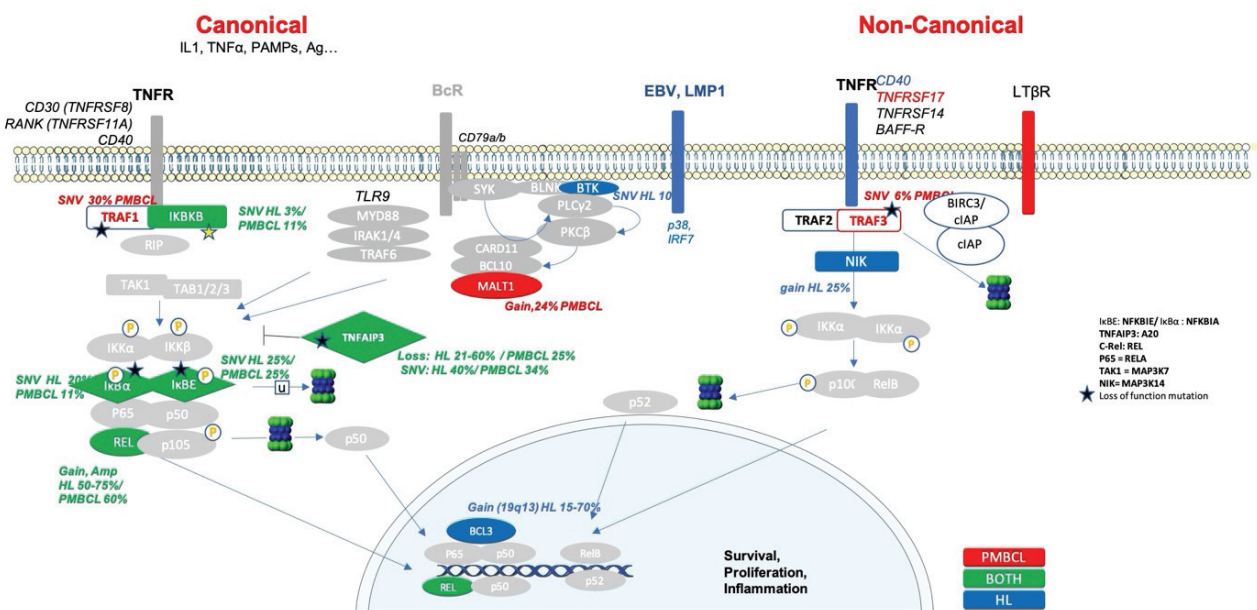 Canonical
IL1, TNFα, PAMPs, Ag…
Non-Canonical
TNFR
CD30 (TNFRSF8)
RANK (TNFRSF11A)
CD40
BcR
CD79a/b
EBV, LMP1
TNFR
CD40
TNFRSF17
TNFRSF14
BAFF-R
LTβR
SNV 30% PMBCL
TRAF1
IKBKB
SNV HL 3%/
PMBCL 11%
RIP
TLR9
MYD88
IRAK1/4
TRAF6
SYK
BLNK
BTK
SNV HL 10
PLCγ2
PKCβ
CARD11
BCL10
MALT1
Gain,24% PMBCL
p38,
IRF7
SNV 6% PMBCL
TRAF2
TRAF3
BIRC3/
cIAP
cIAP
NIK
gain HL 25%
TAK1
TAB1/2/3
P
P
IKKα
IKKβ
TNFAIP3
Loss: HL 21-60% / PMBCL 25%
SNV: HL 40%/ PMBCL 34%
SNV HL 25%/
PMBCL 25%
SNV HL 20%
PMBCL 11%
P
P
IκBα
IκBE
u
P65
p50
REL
p105
P
p50
Gain, Amp
HL 50-75%/
PMBCL 60%
P
IKKα
IKKα
P
P
p10(
RelB
p52
IκBE: NFKBIE/ IκBα : NFKBIA
TNFAIP3: A20
C-Rel: REL
P65 = RELA
TAK1 = MAP3K7
NIK= MAP3K14
Loss of function mutation
Gain (19q13) HL 15-70%
BCL3
P65
p50
RelB
REL
p50
p52
Survival,
Proliferation,
Inflammation
PMBCL
BOTH
HL